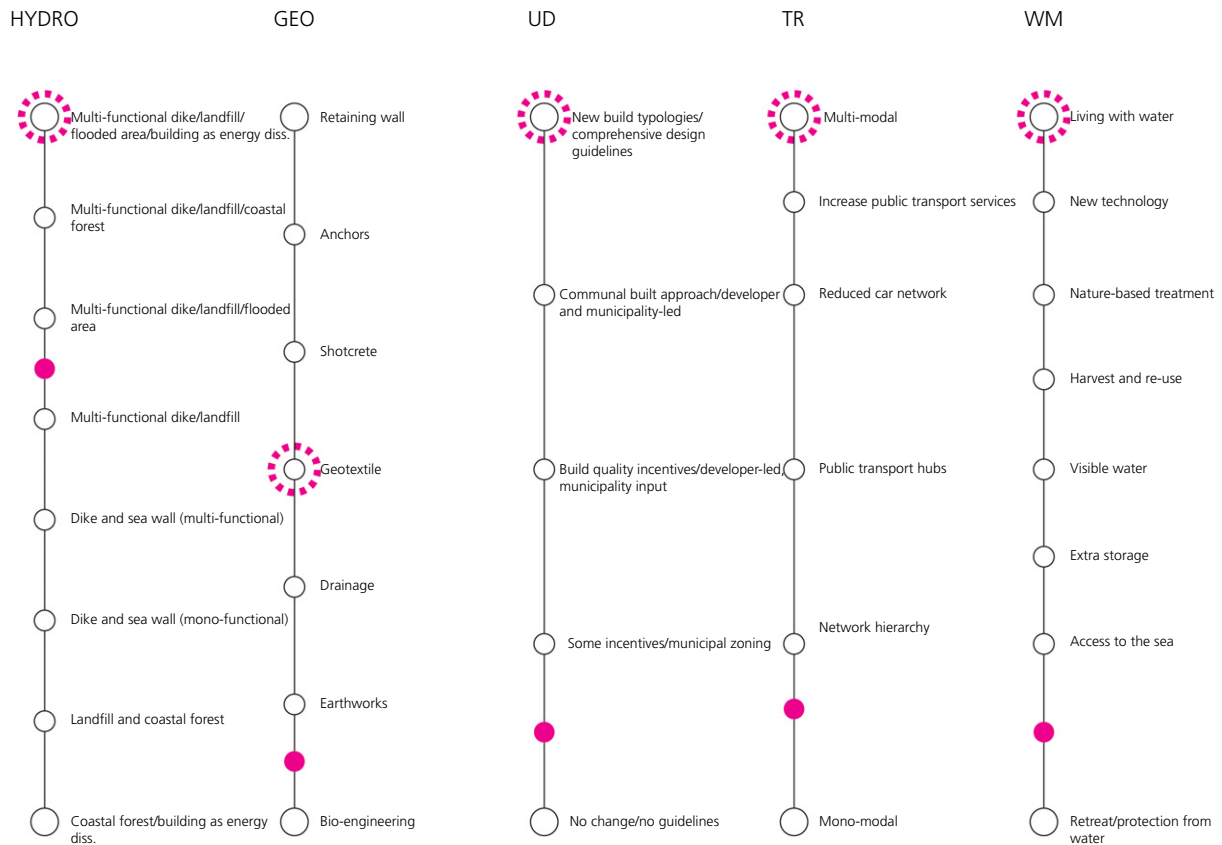 HYDRO
Multi-functional dike/landfill/
flooded area/building as energy diss.
Multi-functional dike/landfill/coastal
forest
Multi-functional dike/landfill/flooded
area
Multi-functional dike/landfill
Dike and sea wall (multi-functional)
Dike and sea wall (mono-functional)
Landfill and coastal forest
Coastal forest/building as energy
diss.
GEO
Retaining wall
Anchors
Shotcrete
Geotextile
Drainage
Earthworks
Bio-engineering
UD
New build typologies/
comprehensive design
guidelines
Communal built approach/developer
and municipality-led
Build quality incentives/developer-led,
municipality input
Some incentives/municipal zoning
No change/no guidelines
TR
Multi-modal
Increase public transport services
Reduced car network
Public transport hubs
Network hierarchy
Mono-modal
WM
Living with water
New technology
Nature-based treatment
Harvest and re-use
Visible water
Extra storage
Access to the sea
Retreat/protection from
water